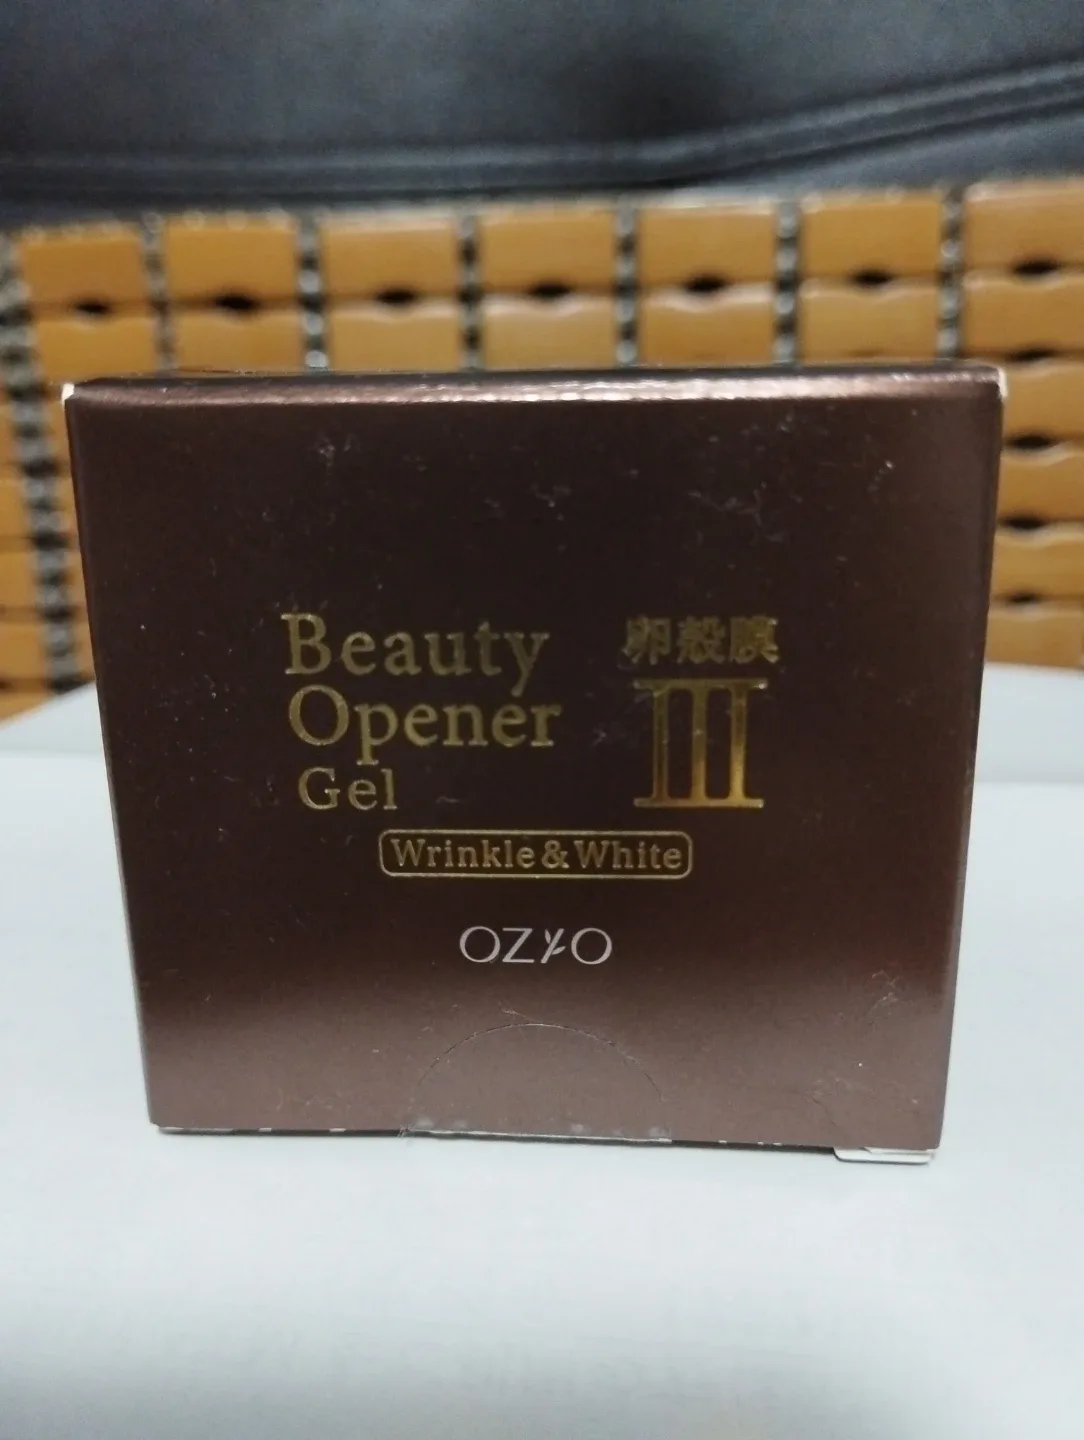 Beauty
Opener
Gel
卵殻膜
III
Wrinkle&White
OZIO